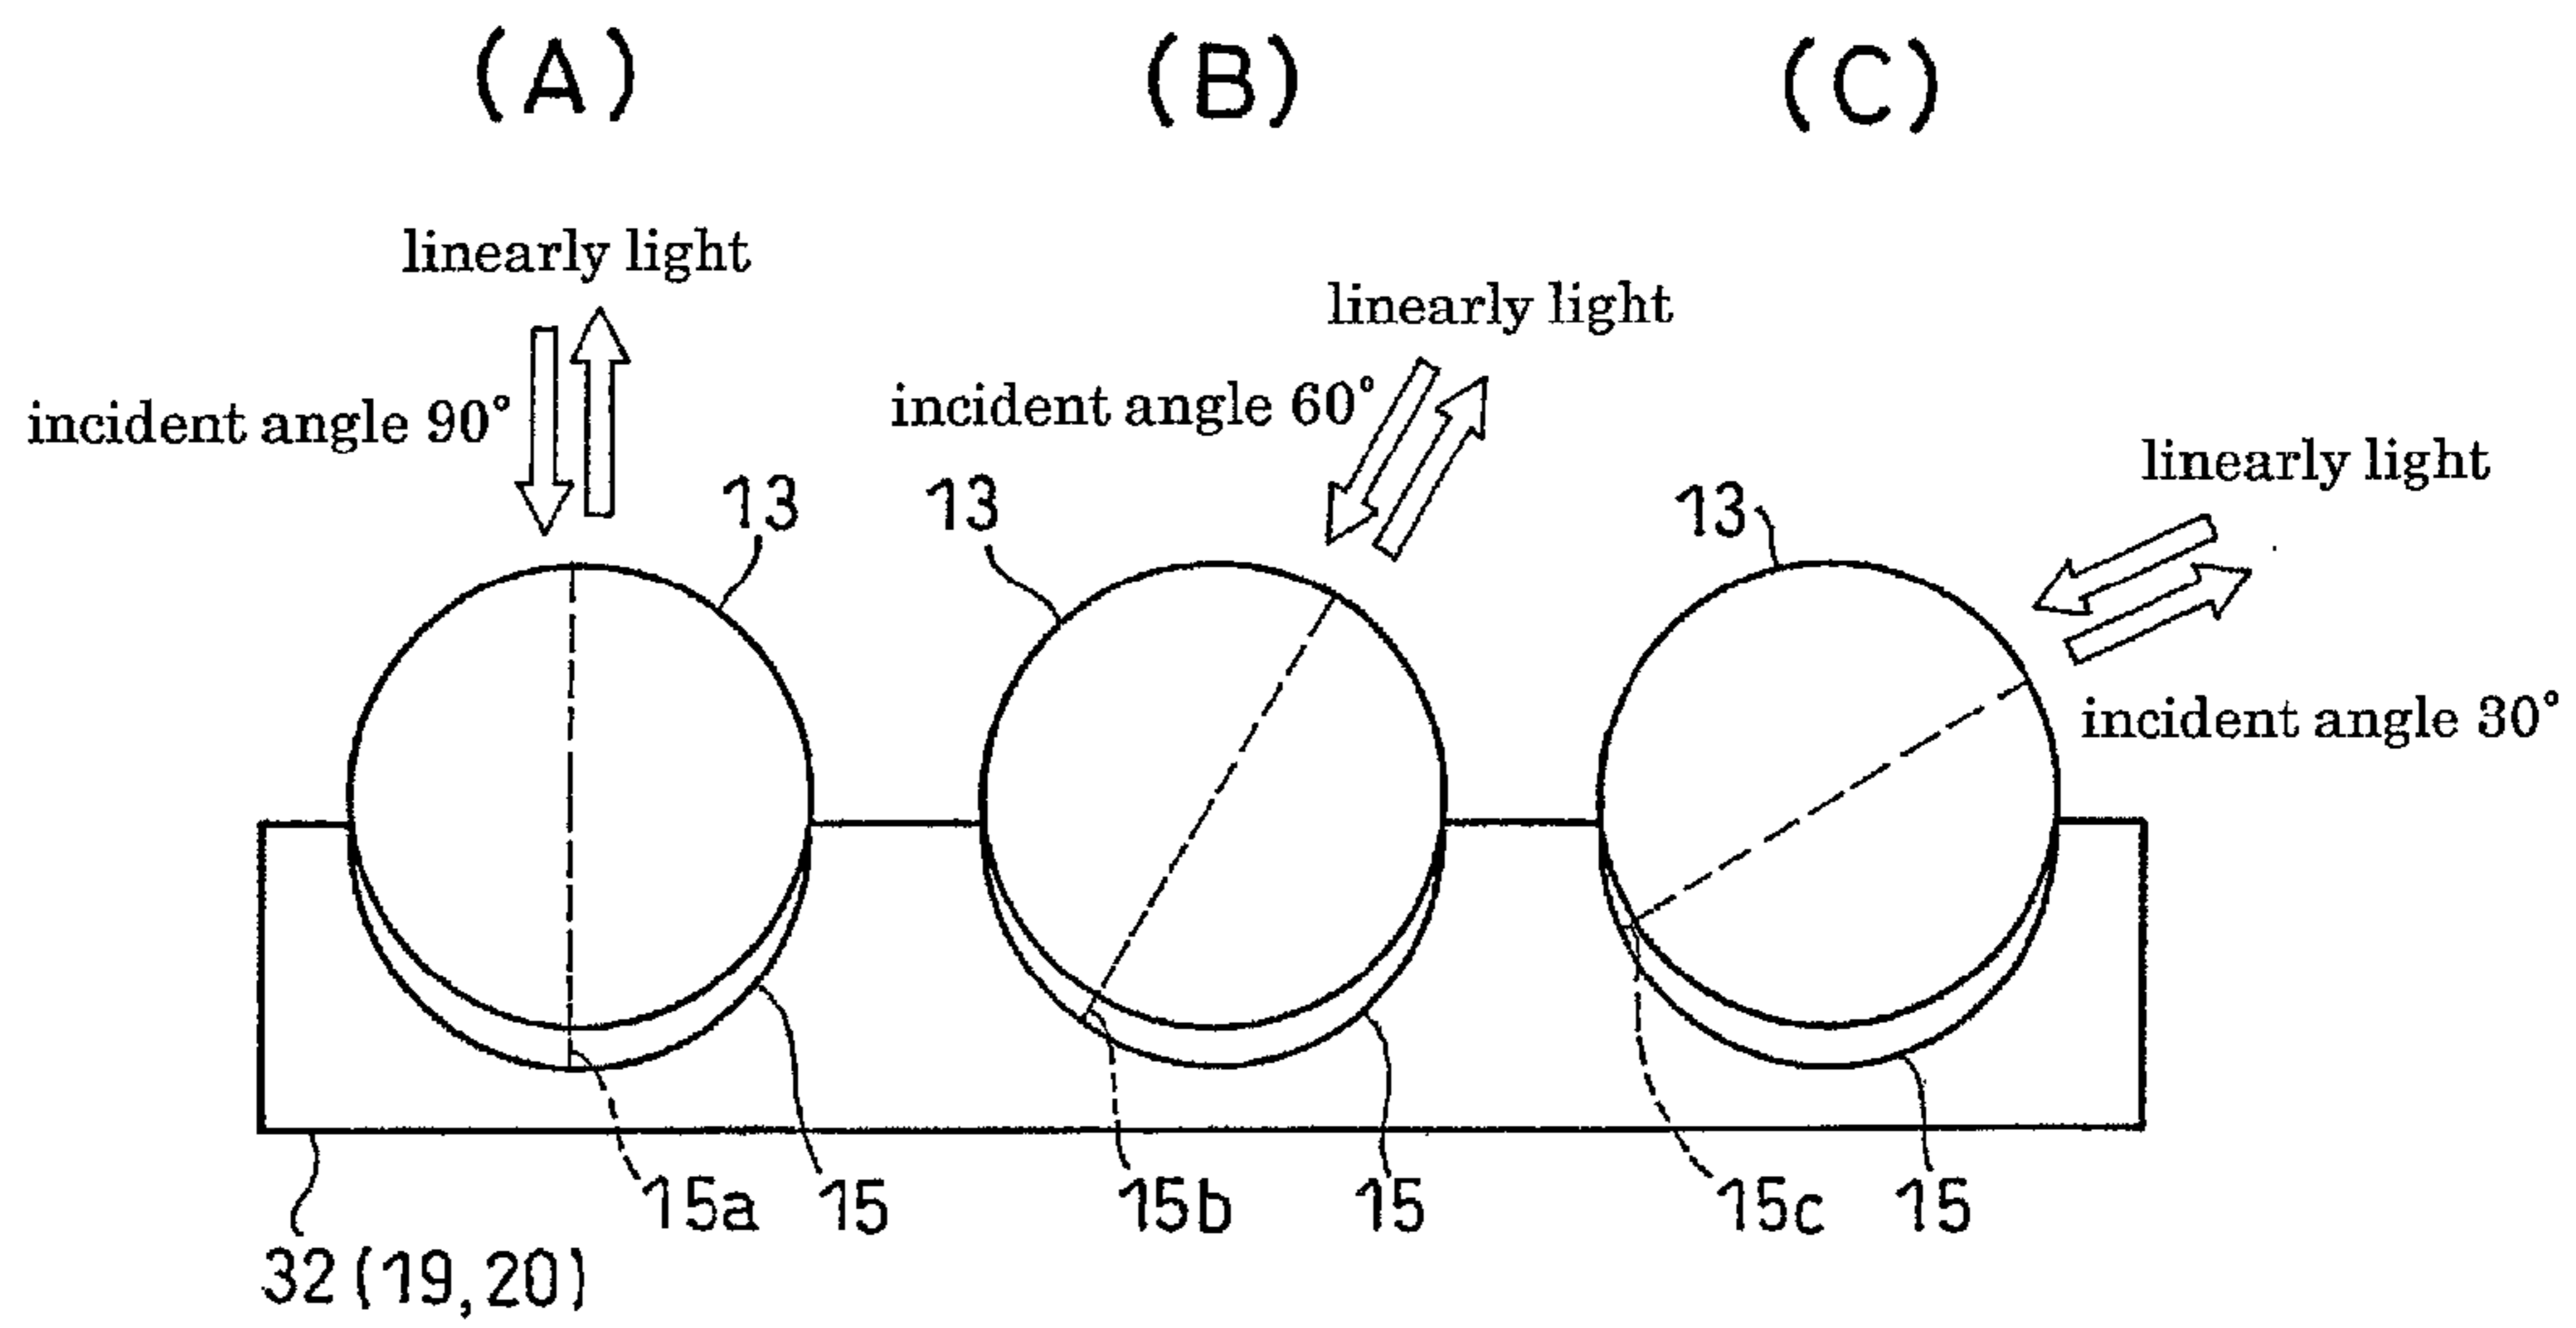 (A)
(B)
(C)
linearly light
incident angle 90°
13
linearly light
incident angle 60°
13
linearly light
13
incident angle 30°
15a
15
15b
15
15c
15
32 (19,20)